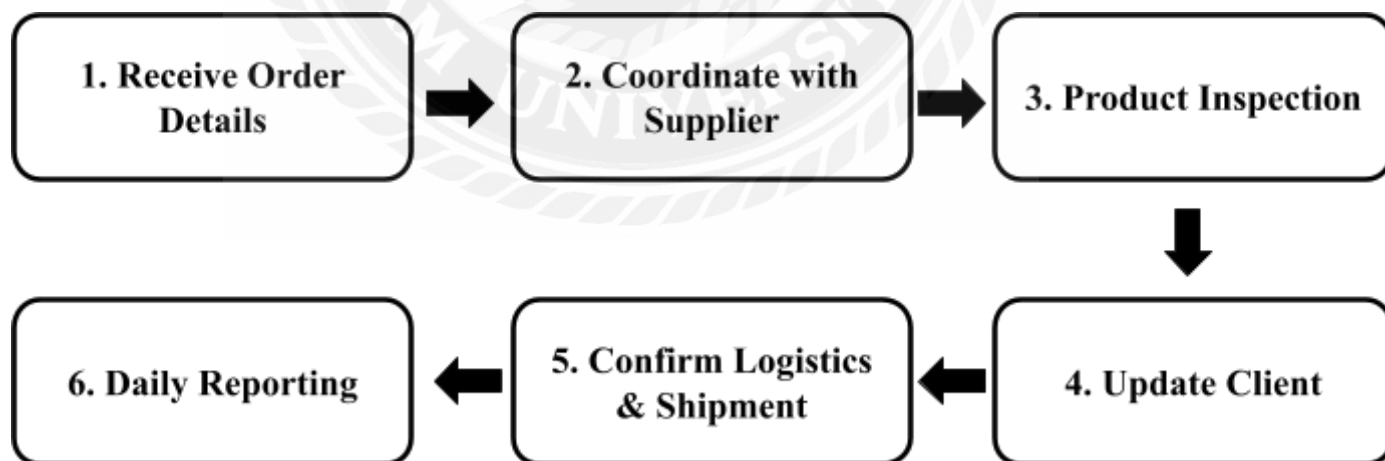 1. Receive Order
Details
2. Coordinate with
Supplier
3. Product Inspection
4. Update Client
5. Confirm Logistics
& Shipment
6. Daily Reporting
UNIVERSI